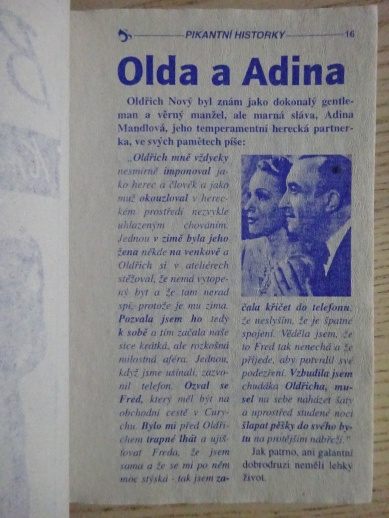 PIKANTNÍ HISTORKY
16
Olda a Adina
Oldřich Nový byl znám jako dokonalý gentle-
man a věrný manžel, ale marná sláva, Adina
Mandlová, jeho temperamentní herecká partner-
ka, ve svých pamětech píše:
„Oldřich mně vždycky
nesmírně imponoval ja-
ko herec a člověk a jako
muž okouzloval v herec-
kém prostředí nezvykle
uhlazeným chováním.
Jednou v zimě byla jeho
žena někde na venkově a
Oldřich si v ateliérech
stěžoval, že nemá vytope-
ný byt a že tam nerad
spí, protože je mu zima.
Pozvala jsem ho tedy
k sobě a tím začala naše
sice krátká, ale rozkošná
milostná aféra. Jednou,
když jsme usínali, zazvo-
nil telefon. Ozval se
Fred, který měl být na
obchodní cestě v Cury-
chu. Bylo mi před Oldři-
chem trapné lhát a ujiš-
ťovat Freda, že jsem
sama a že se mi po něm
moc stýská - tak jsem za-
čala křičet do telefonu,
že neslyším, že je špatné
spojení. Věděla jsem, že
to Fred tak nenechá a že
přijede, aby potvrdil své
podezření. Vzbudila jsem
chudáka Oldřicha, mu-
sel na sebe naházet šaty
a uprostřed studené noci
šlapat pěšky do svého by-
tu na protějším nábřeží."
Jak patrno, ani galantní
dobrodruzi neměli lehký
život.